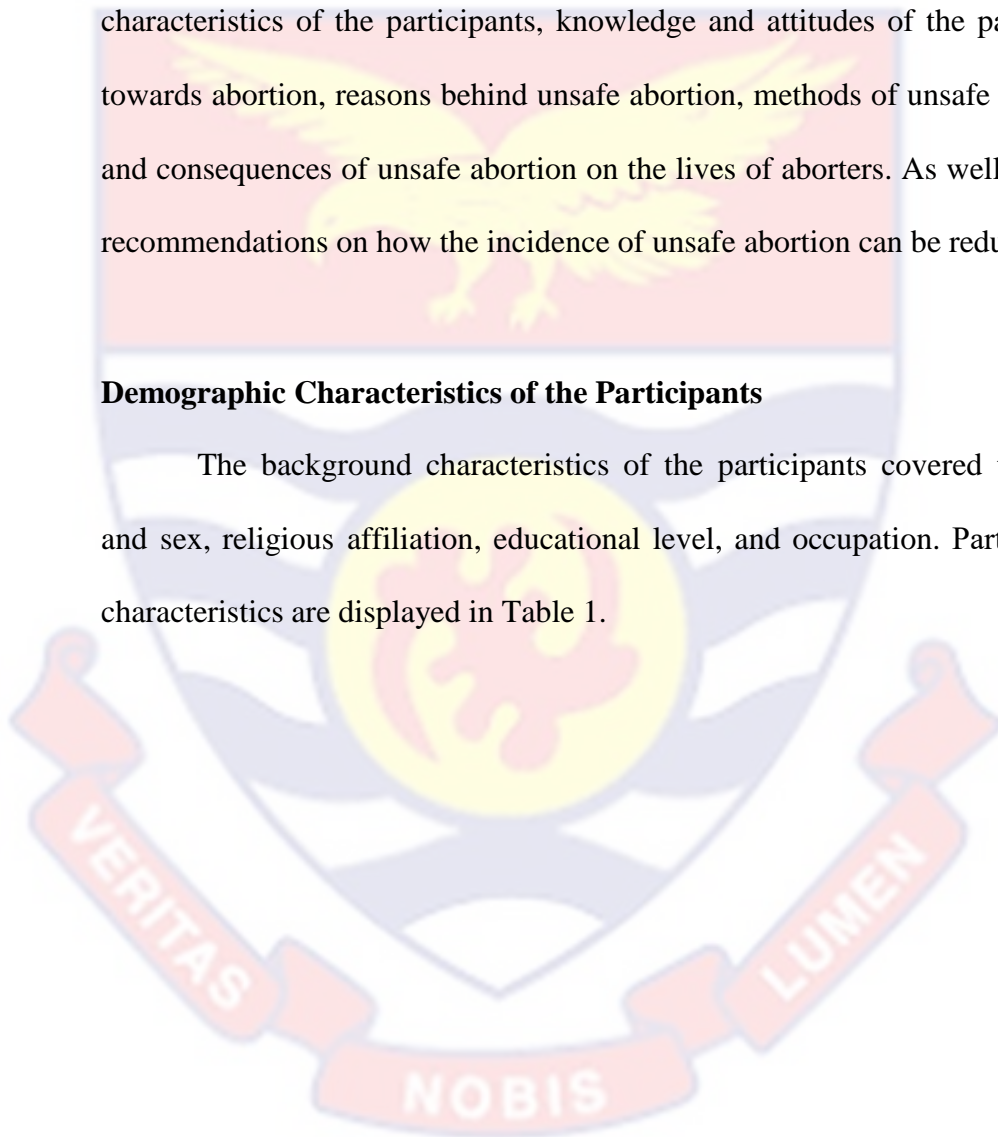 characteristics of the participants, knowledge and attitudes of the
towards abortion, reasons behind unsafe abortion, methods of unsafe
and consequences of unsafe abortion on the lives of aborters. As well
recommendations on how the incidence of unsafe abortion can be
Demographic Characteristics of the Participants
The background characteristics of the participants covered
and sex, religious affiliation, educational level, and occupation.
characteristics are displayed in Table 1.
VERITAS
NOBIS
LUMEN